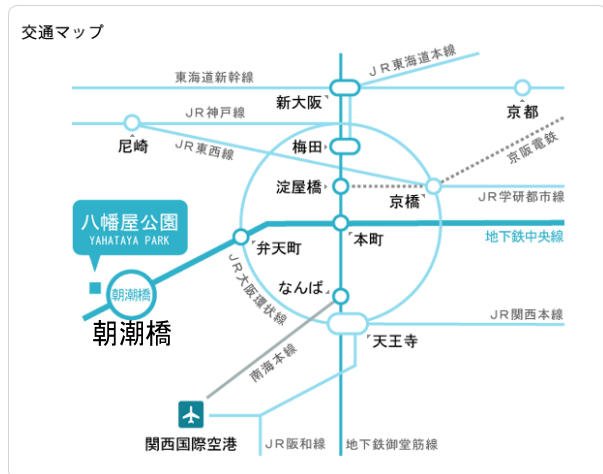 交通マップ
東海道新幹線
JR東海道本線
新大阪
京都
JR神戸線
尼崎
JR東西線
梅田
京阪電鉄
淀屋橋
京橋
JR学研都市線
八幡屋公園
YAHATAYA PARK
弁天町
本町
地下鉄中央線
朝潮橋
朝潮橋
JR大阪環状線
なんば
JR関西本線
天王寺
南海本線
関西国際空港
JR阪和線
地下鉄御堂筋線